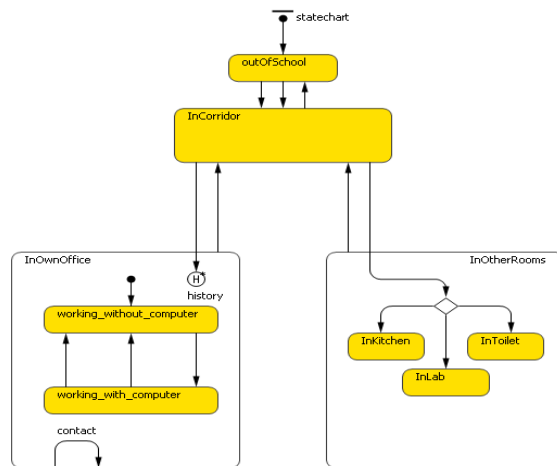 statechart
outOfSchool
InCorridor
InOwnOffice
InOtherRooms
H*
history
working_without_computer
InKitchen
InToilet
InLab
working_with_computer
contact